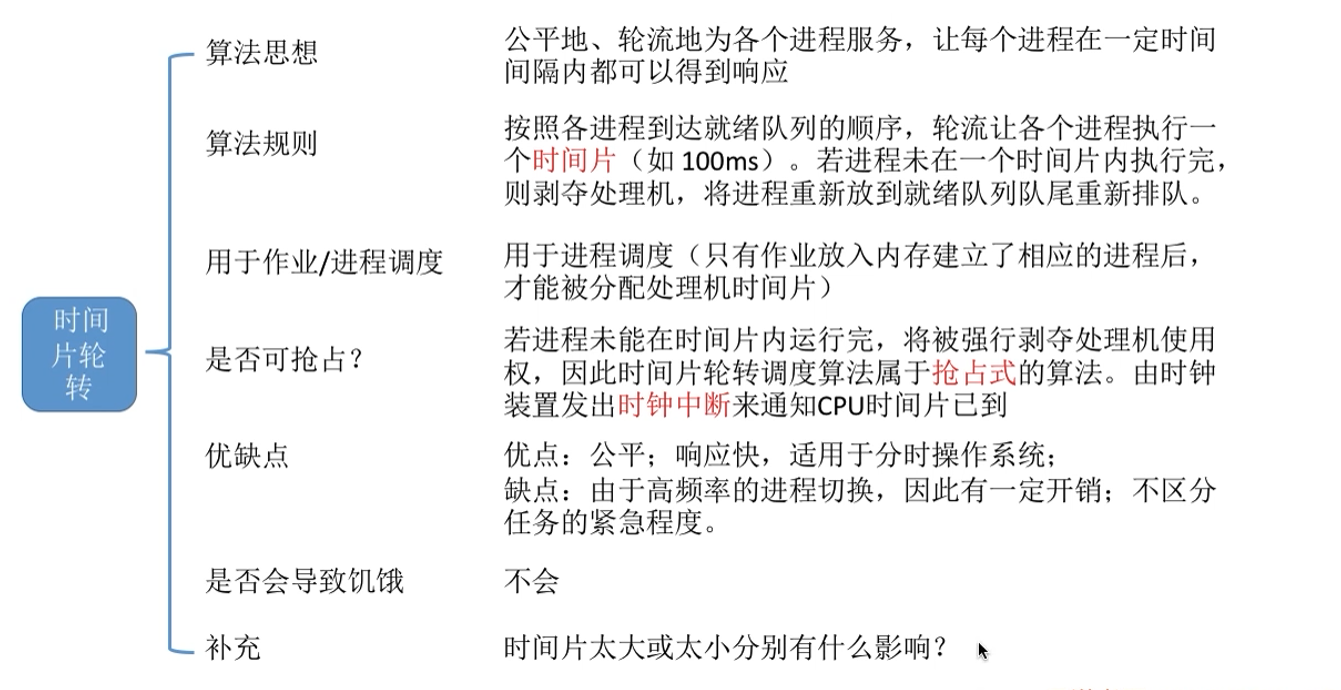 算法思想
公平地、轮流地为各个进程服务，让每个进程在一定时间
间隔内都可以得到响应
算法规则
按照各进程到达就绪队列的顺序，轮流让各个进程执行一
个时间片（如 100ms）。若进程未在一个时间片内执行完，
则剥夺处理机，将进程重新放到就绪队列队尾重新排队。
用于作业/进程调度
用于进程调度（只有作业放入内存建立了相应的进程后，
才能被分配处理机时间片）
时间
片轮
转
是否可抢占？
若进程未能在时间片内运行完，将被强行剥夺处理机使用
权，因此时间片轮转调度算法属于抢占式的算法。由时钟
装置发出时钟中断来通知CPU时间片已到
优缺点
优点：公平；响应快，适用于分时操作系统；
缺点：由于高频率的进程切换，因此有一定开销；不区分
任务的紧急程度。
是否会导致饥饿
不会
补充
时间片太大或太小分别有什么影响？